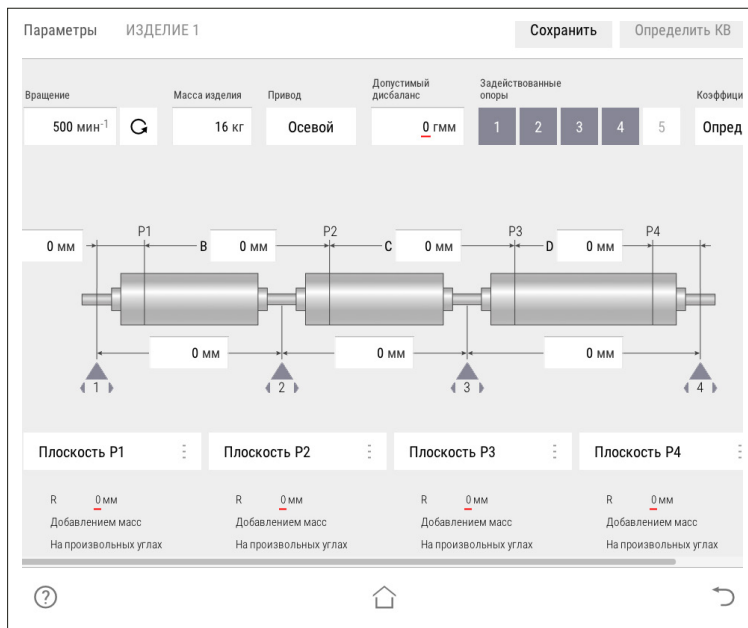 Параметры ИЗДЕЛИЕ 1 Сохранить Определить КВ
Вращение Масса изделия Привод Допустимый дисбаланс Задействованные опоры Коэффици
500 мин-1 16 кг Осевой 0 гмм 1 2 3 4 5 Опред
P1 P2 P3 P4
0 мм B 0 мм C 0 мм D 0 мм
0 мм 0 мм 0 мм
1 2 3 4
Плоскость P1 Плоскость P2 Плоскость P3 Плоскость P4
R 0 мм R 0 мм R 0 мм R 0 мм
Добавлением масс Добавлением масс Добавлением масс Добавлением масс
На произвольных углах На произвольных углах На произвольных углах На произвольных углах
?